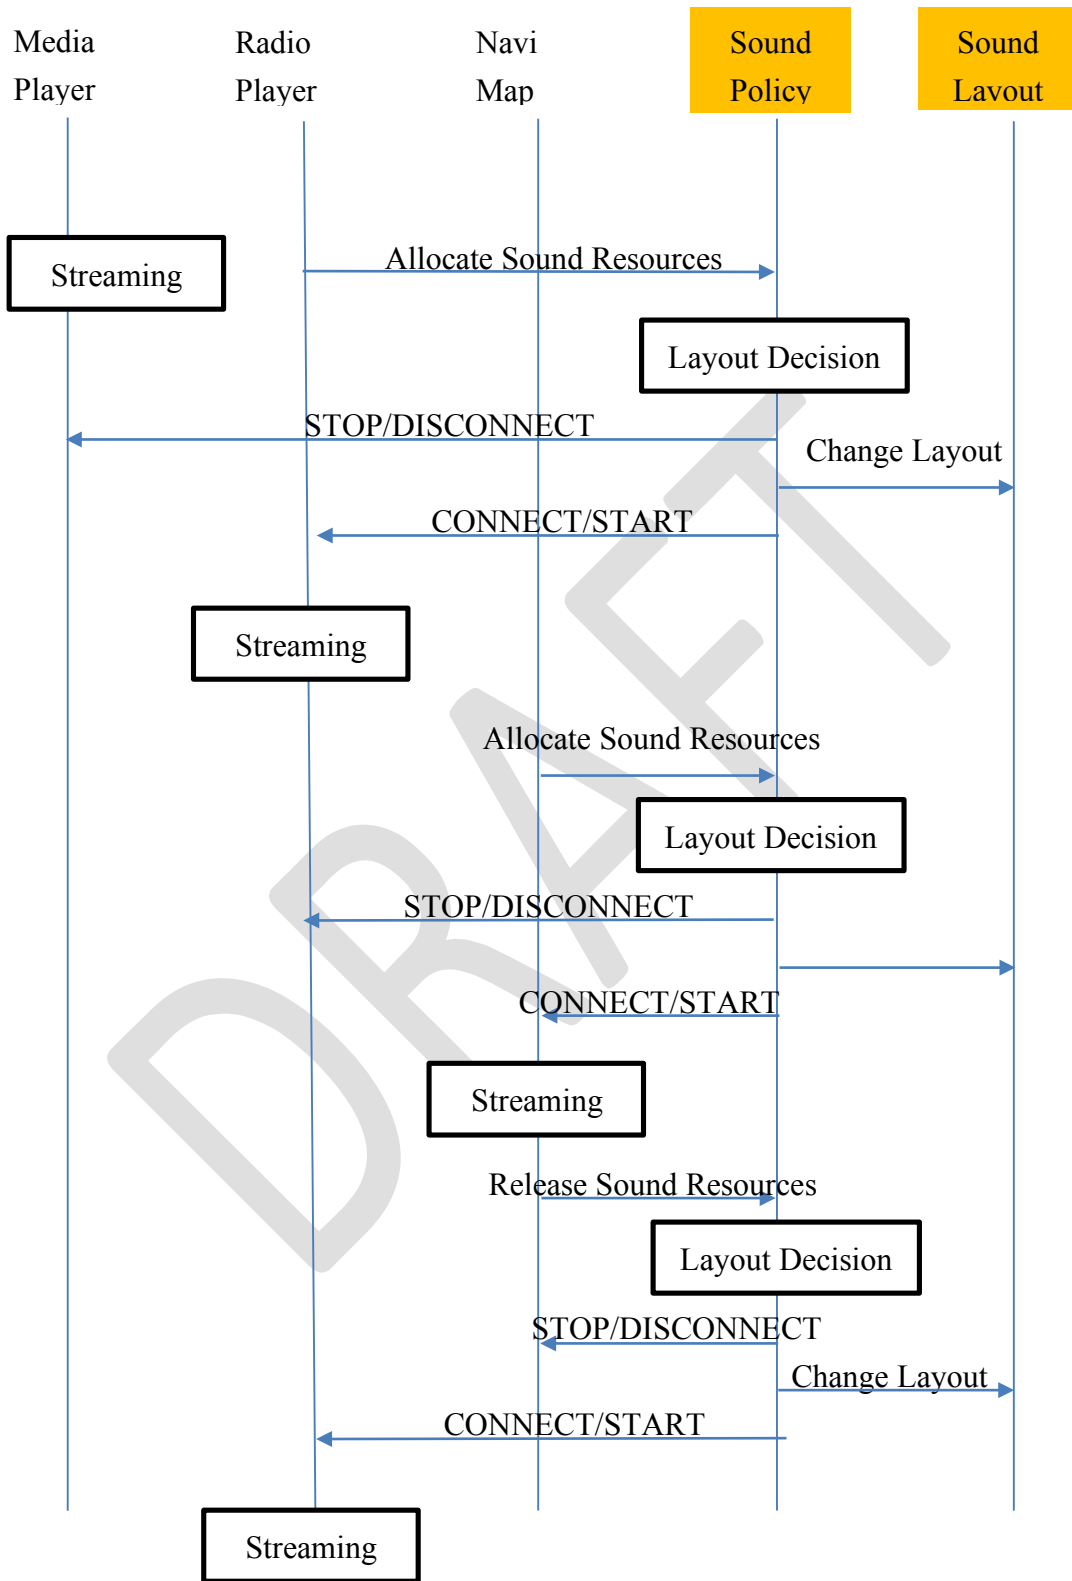 Media
Player
Radio
Player
Navi
Map
Sound
Policy
Sound
Layout
Streaming
Allocate Sound Resources
Layout Decision
STOP/DISCONNECT
Change Layout
CONNECT/START
Streaming
Allocate Sound Resources
Layout Decision
STOP/DISCONNECT
CONNECT/START
Streaming
Release Sound Resources
Layout Decision
STOP/DISCONNECT
Change Layout
CONNECT/START
Streaming
DRAFT